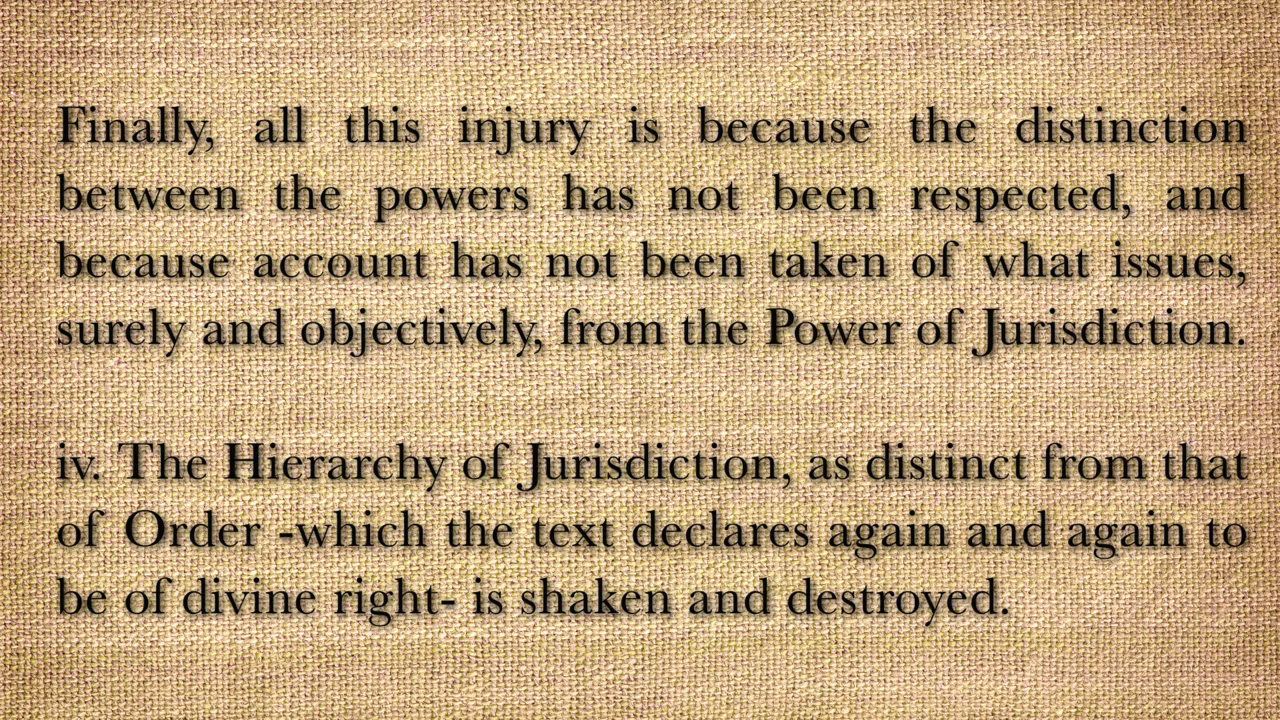 Finally, all this injury is because the distinction
between the powers has not been respected, and
because account has not been taken of what issues,
surely and objectively, from the Power of Jurisdiction.
iv. The Hierarchy of Jurisdiction, as distinct from that
of Order -which the text declares again and again to
be of divine right- is shaken and destroyed.